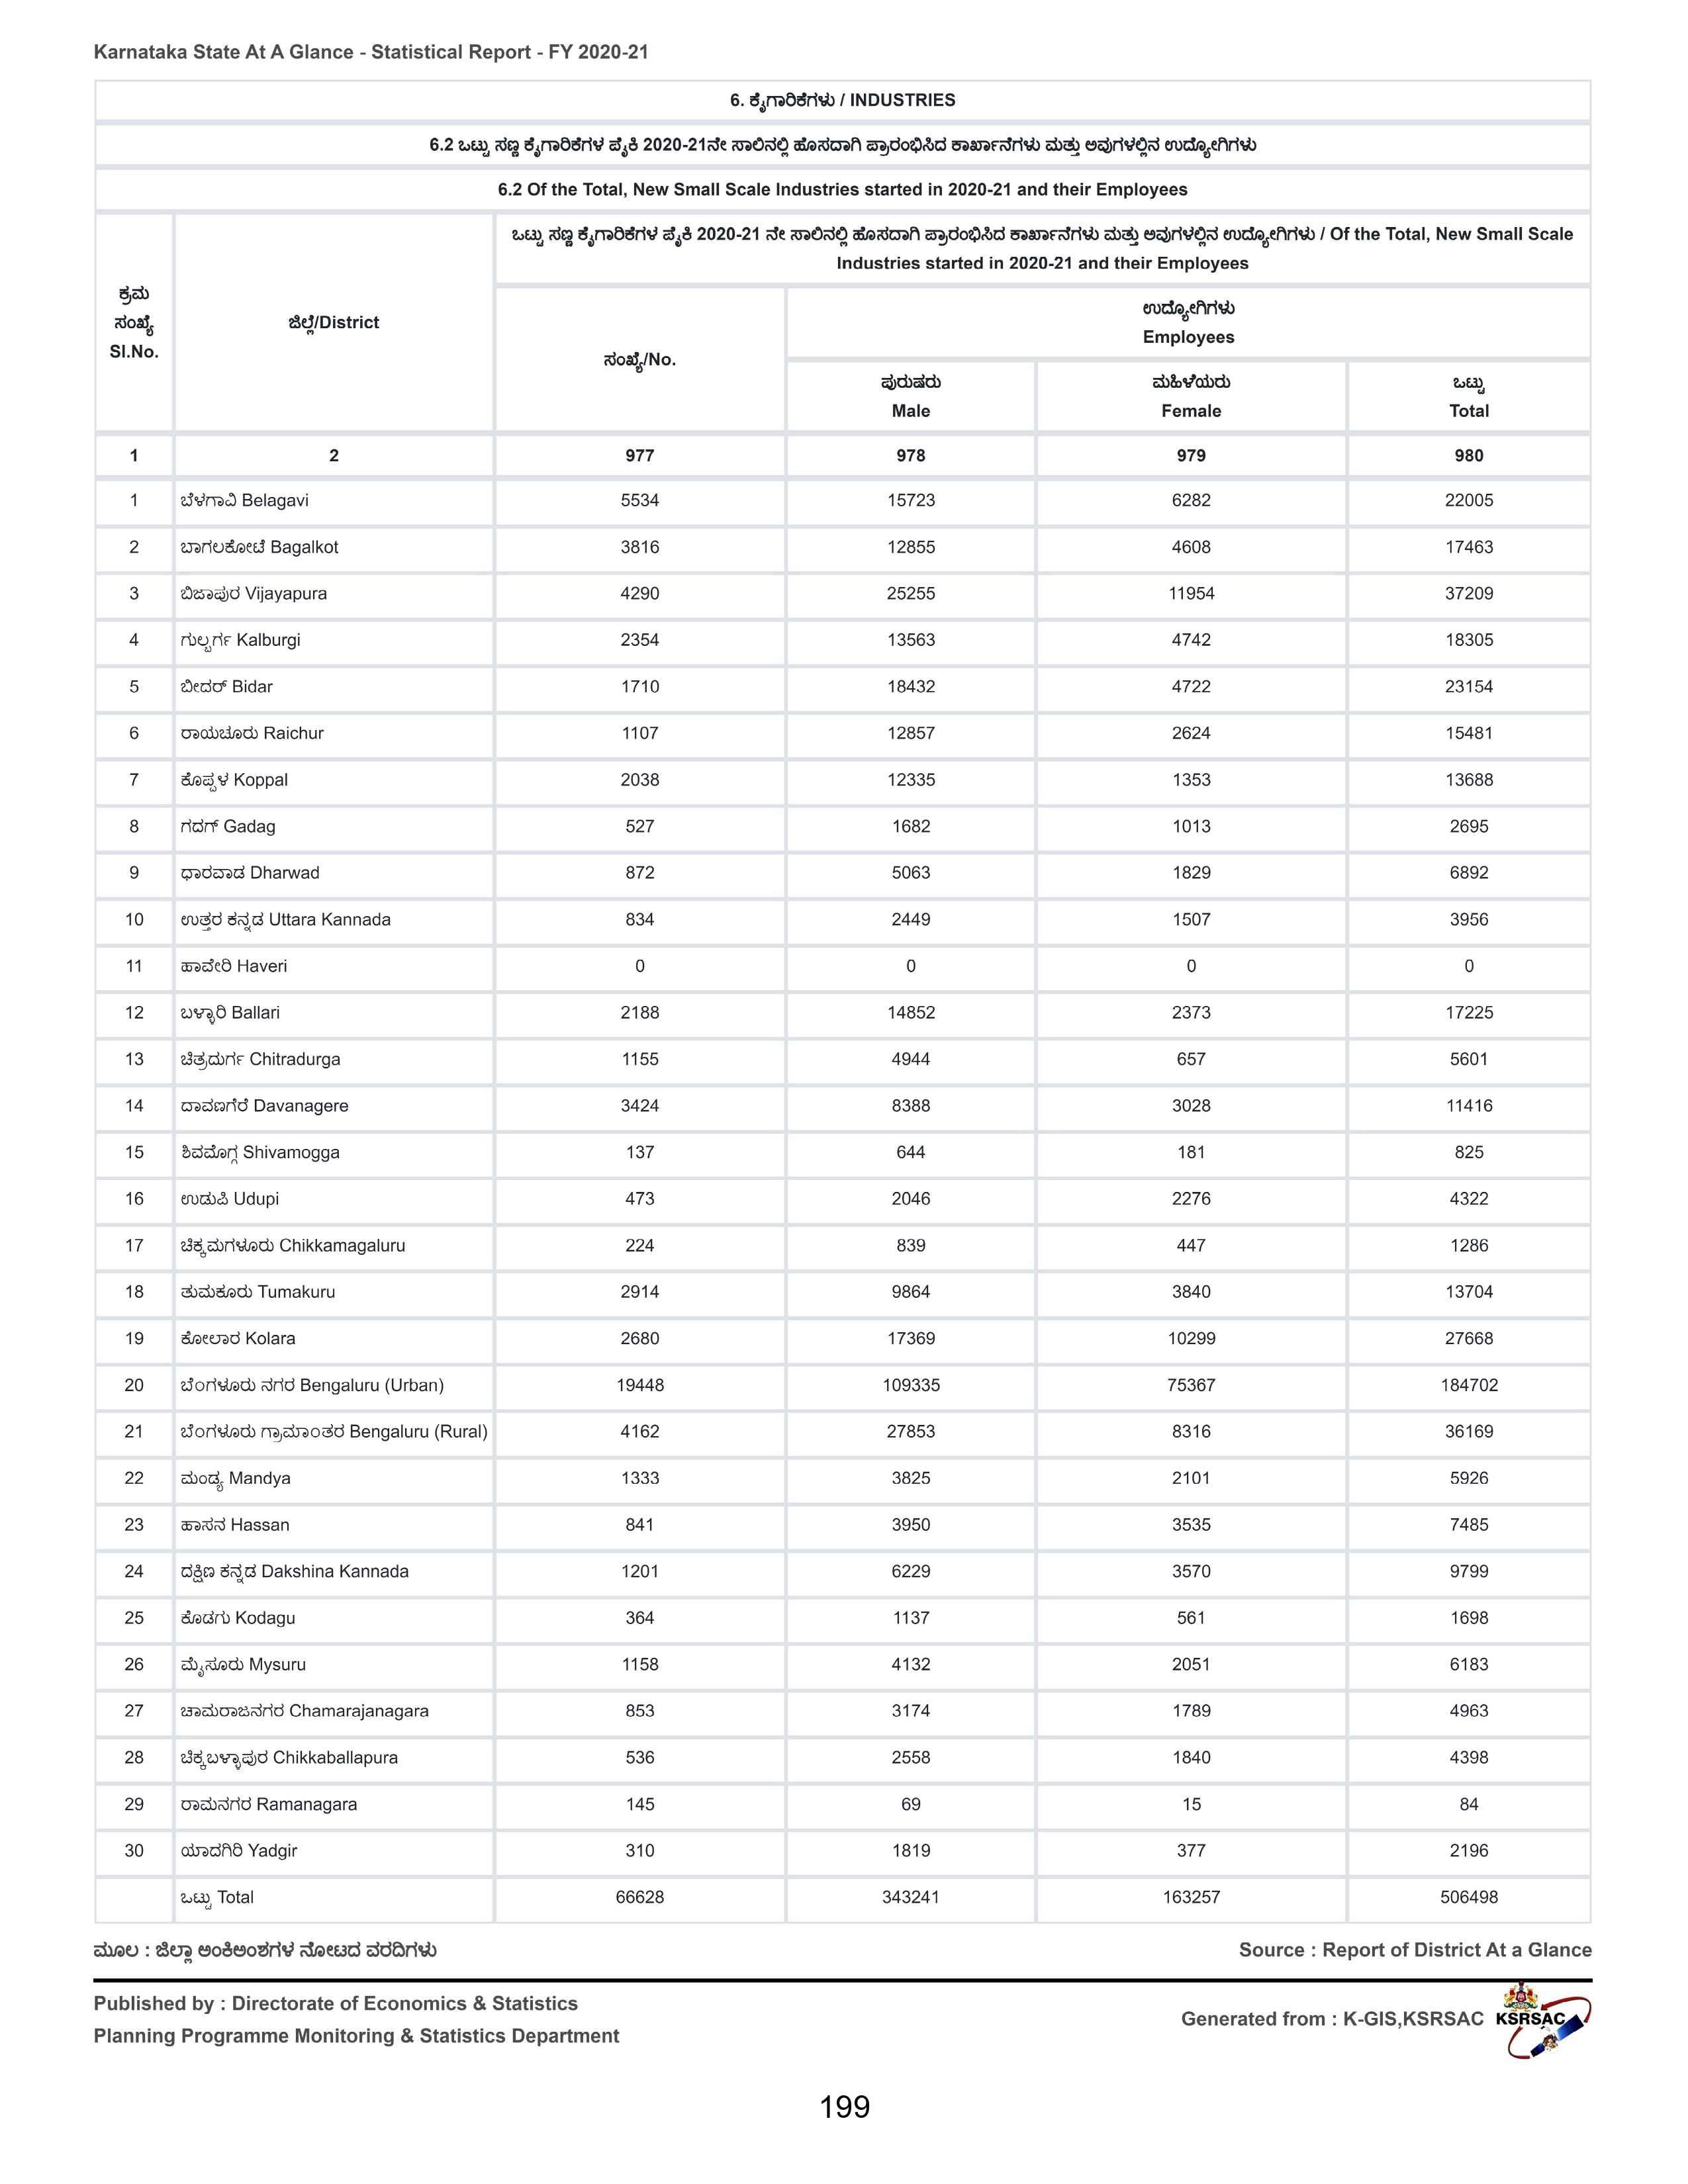 Karnataka State At A Glance - Statistical Report - FY 2020-21
6. ಕೈಗಾರಿಕೆಗಳು / INDUSTRIES
6.2 ಒಟ್ಟು ಸಣ್ಣ ಕೈಗಾರಿಕೆಗಳ ಪೈಕಿ 2020-21ನೇ ಸಾಲಿನಲ್ಲಿ ಹೊಸದಾಗಿ ಪ್ರಾರಂಭಿಸಿದ ಕಾರ್ಖಾನೆಗಳು ಮತ್ತು ಅವುಗಳಲ್ಲಿನ ಉದ್ಯೋಗಿಗಳು
6.2 Of the Total, New Small Scale Industries started in 2020-21 and their Employees
ಕ್ರಮ
ಸಂಖ್ಯೆ
Sl.No.
ಜಿಲ್ಲೆ/District
ಒಟ್ಟು ಸಣ್ಣ ಕೈಗಾರಿಕೆಗಳ ಪೈಕಿ 2020-21 ನೇ ಸಾಲಿನಲ್ಲಿ ಹೊಸದಾಗಿ ಪ್ರಾರಂಭಿಸಿದ ಕಾರ್ಖಾನೆಗಳು ಮತ್ತು ಅವುಗಳಲ್ಲಿನ ಉದ್ಯೋಗಿಗಳು / Of the Total, New Small Scale
Industries started in 2020-21 and their Employees
ಸಂಖ್ಯೆ/No.
ಉದ್ಯೋಗಿಗಳು
Employees
ಪುರುಷರು
Male
ಮಹಿಳೆಯರು
Female
ಒಟ್ಟು
Total
1 2 977 978 979 980
1 ಬೆಳಗಾವಿ Belagavi 5534 15723 6282 22005
2 ಬಾಗಲಕೋಟೆ Bagalkot 3816 12855 4608 17463
3 ಬಿಜಾಪುರ Vijayapura 4290 25255 11954 37209
4 ಗುಲ್ಬರ್ಗ Kalburgi 2354 13563 4742 18305
5 ಬೀದರ್ Bidar 1710 18432 4722 23154
6 ರಾಯಚೂರು Raichur 1107 12857 2624 15481
7 ಕೊಪ್ಪಳ Koppal 2038 12335 1353 13688
8 ಗದಗ್ Gadag 527 1682 1013 2695
9 ಧಾರವಾಡ Dharwad 872 5063 1829 6892
10 ಉತ್ತರ ಕನ್ನಡ Uttara Kannada 834 2449 1507 3956
11 ಹಾವೇರಿ Haveri 0 0 0 0
12 ಬಳ್ಳಾರಿ Ballari 2188 14852 2373 17225
13 ಚಿತ್ರದುರ್ಗ Chitradurga 1155 4944 657 5601
14 ದಾವಣಗೆರೆ Davanagere 3424 8388 3028 11416
15 ಶಿವಮೊಗ್ಗ Shivamogga 137 644 181 825
16 ಉಡುಪಿ Udupi 473 2046 2276 4322
17 ಚಿಕ್ಕಮಗಳೂರು Chikkamagaluru 224 839 447 1286
18 ತುಮಕೂರು Tumakuru 2914 9864 3840 13704
19 ಕೋಲಾರ Kolara 2680 17369 10299 27668
20 ಬೆಂಗಳೂರು ನಗರ Bengaluru (Urban) 19448 109335 75367 184702
21 ಬೆಂಗಳೂರು ಗ್ರಾಮಾಂತರ Bengaluru (Rural) 4162 27853 8316 36169
22 ಮಂಡ್ಯ Mandya 1333 3825 2101 5926
23 ಹಾಸನ Hassan 841 3950 3535 7485
24 ದಕ್ಷಿಣ ಕನ್ನಡ Dakshina Kannada 1201 6229 3570 9799
25 ಕೊಡಗು Kodagu 364 1137 561 1698
26 ಮೈಸೂರು Mysuru 1158 4132 2051 6183
27 ಚಾಮರಾಜನಗರ Chamarajanagara 853 3174 1789 4963
28 ಚಿಕ್ಕಬಳ್ಳಾಪುರ Chikkaballapura 536 2558 1840 4398
29 ರಾಮನಗರ Ramanagara 145 69 15 84
30 ಯಾದಗಿರಿ Yadgir 310 1819 377 2196
ಒಟ್ಟು Total 66628 343241 163257 506498
ಮೂಲ : ಜಿಲ್ಲಾ ಅಂಕಿಅಂಶಗಳ ನೋಟದ ವರದಿಗಳು Source : Report of District At a Glance
Published by : Directorate of Economics & Statistics
Planning Programme Monitoring & Statistics Department
Generated from : K-GIS,KSRSAC KSRSAC
199